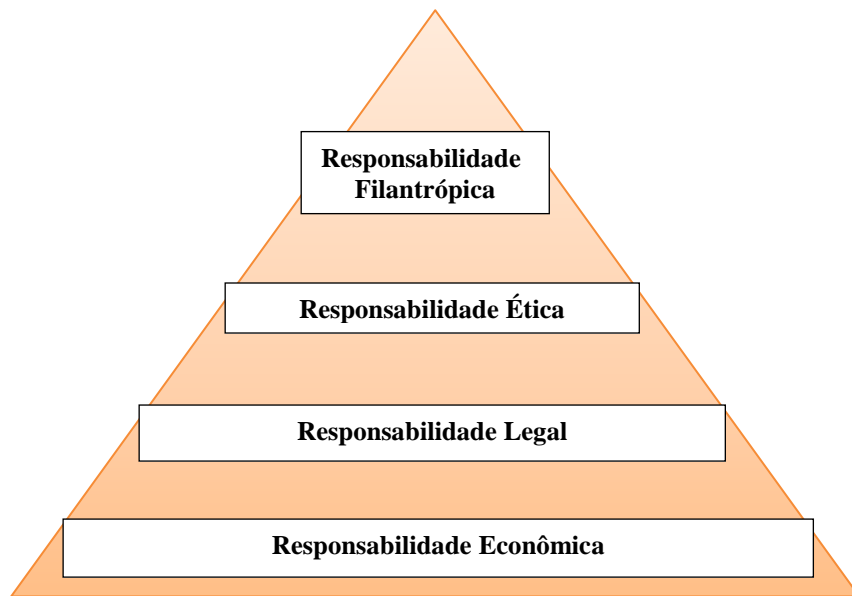 Responsabilidade
Filantrópica
Responsabilidade Ética
Responsabilidade Legal
Responsabilidade Econômica